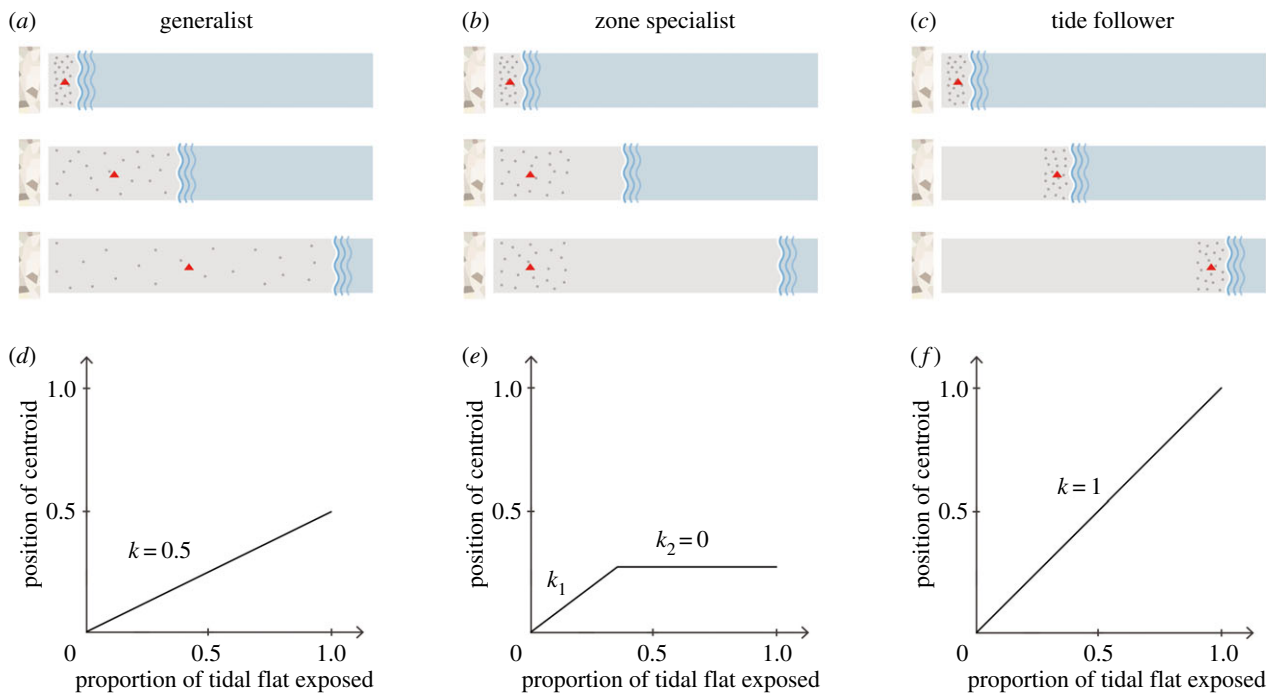 (a) generalist
(b) zone specialist
(c) tide follower
(d)
1.0
0.5
0
0.5
1.0
k = 0.5
position of centroid
proportion of tidal flat exposed
(e)
1.0
0.5
0
0.5
1.0
k1
k2 = 0
position of centroid
proportion of tidal flat exposed
(f)
1.0
0.5
0
0.5
1.0
k = 1
position of centroid
proportion of tidal flat exposed